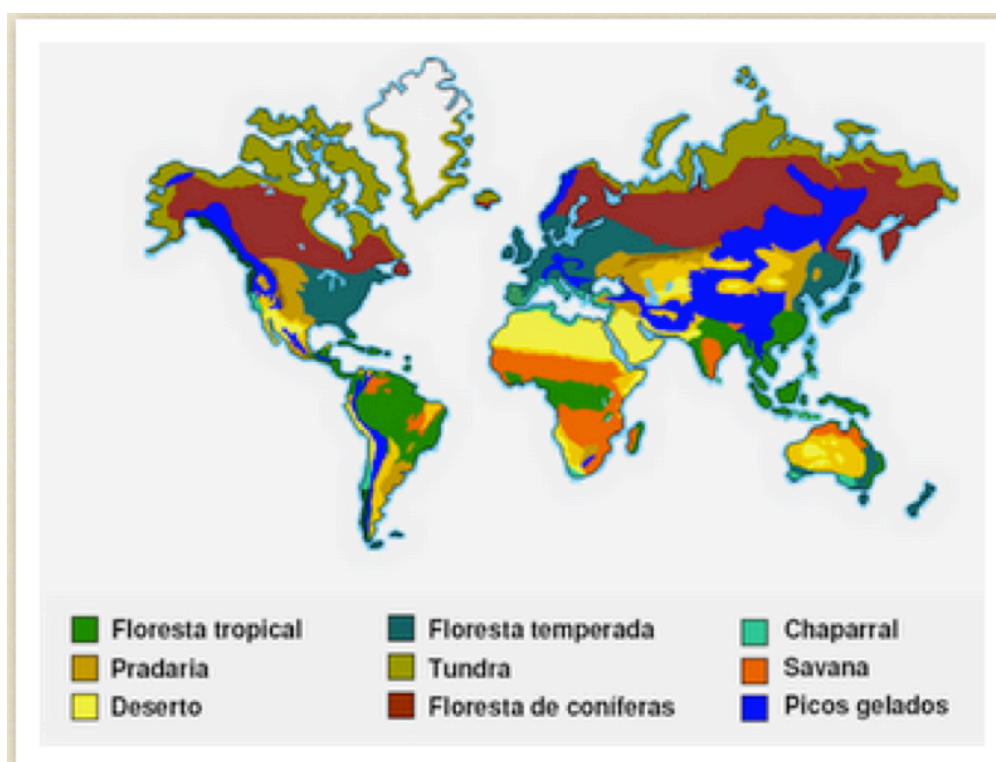 Floresta tropical
Floresta temperada
Chaparral
Pradaria
Tundra
Savana
Deserto
Floresta de coníferas
Picos gelados